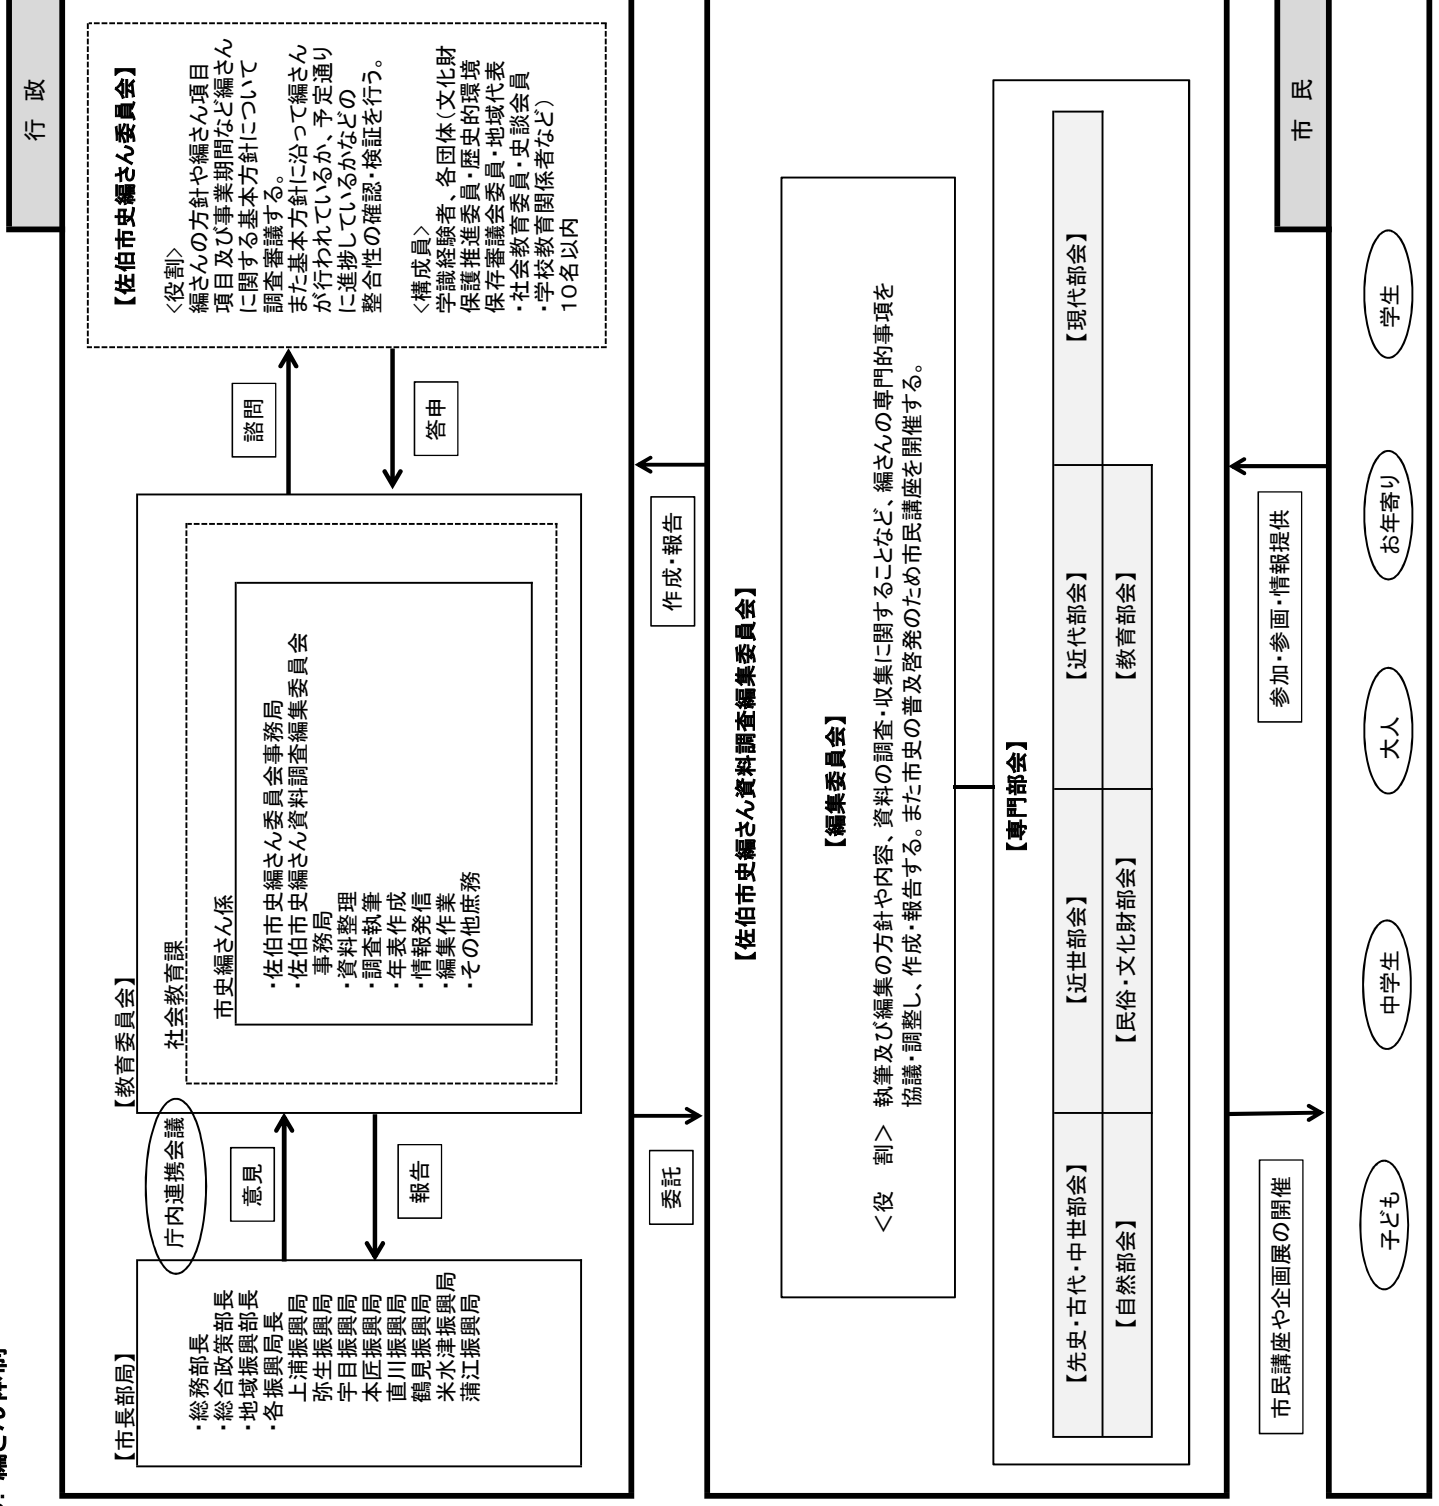 編さん体制
行 政
【市長部局】
・総務部長
・総合政策部長
・地域振興部長
・各振興局長
上浦振興局
弥生振興局
宇目振興局
本匠振興局
直川振興局
鶴見振興局
米水津振興局
蒲江振興局
庁内連携会議
意見
報告
【教育委員会】
社会教育課
市史編さん係
・佐伯市史編さん委員会事務局
・佐伯市史編さん資料調査編集委員会
事務局
・資料整理
・調査執筆
・年表作成
・情報発信
・編集作業
・その他庶務
諮問
答申
【佐伯市史編さん委員会】
<役割>
編さんの方針や編さん項目
項目及び事業期間など編さん
に関する基本方針について
調査審議する。
また基本方針に沿って編さん
が行われているか、予定通り
に進捗しているかなどの
整合性の確認・検証を行う。
<構成員>
学識経験者、各団体(文化財
保護推進委員・歴史的環境
保存審議会委員・地域代表
・社会教育委員・史談会員
・学校教育関係者など)
10名以内
委託
作成・報告
【佐伯市史編さん資料調査編集委員会】
【編集委員会】
<役 割> 執筆及び編集の方針や内容、資料の調査・収集に関することなど、編さんの専門的事項を
協議・調整し、作成・報告する。また市史の普及啓発のため市民講座を開催する。
【専門部会】
【先史・古代・中世部会】 【近世部会】 【近代部会】 【現代部会】
【自然部会】 【民俗・文化財部会】 【教育部会】
市民講座や企画展の開催
参加・参画・情報提供
市 民
子ども
中学生
大人
お年寄り
学生